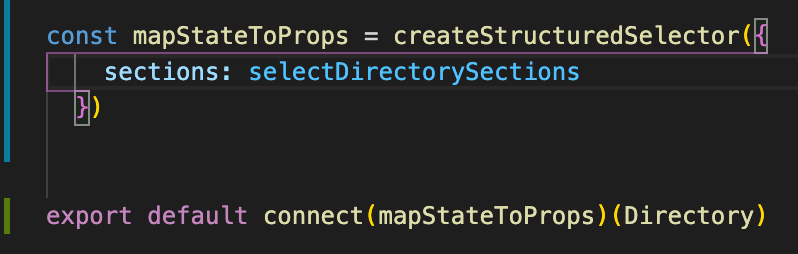 const mapStateToProps = createStructuredSelector({
    sections: selectDirectorySections
  })
export default connect(mapStateToProps)(Directory)